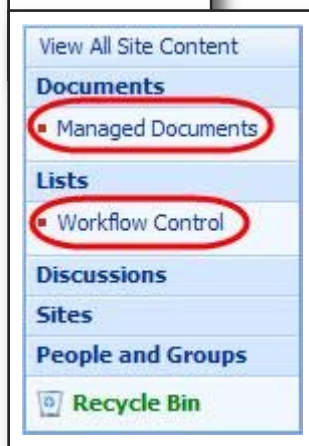 View All Site Content
Documents
Managed Documents
Lists
Workflow Control
Discussions
Sites
People and Groups
Recycle Bin